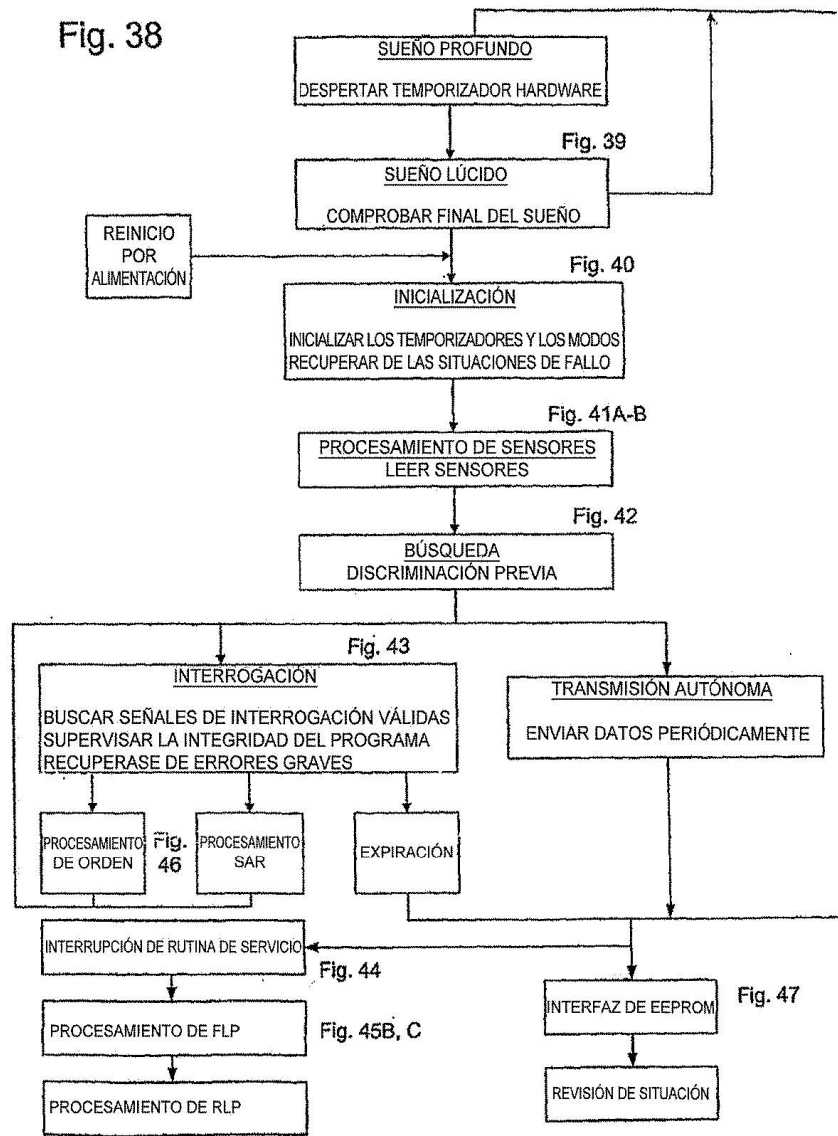 Fig. 38
SUEÑO PROFUNDO
DESPERTAR TEMPORIZADOR HARDWARE
Fig. 39
SUEÑO LÚCIDO
COMPROBAR FINAL DEL SUEÑO
REINICIO
POR
ALIMENTACIÓN
Fig. 40
INICIALIZACIÓN
INICIALIZAR LOS TEMPORIZADORES Y LOS MODOS
RECUPERAR DE LAS SITUACIONES DE FALLO
Fig. 41A-B
PROCESAMIENTO DE SENSORES
LEER SENSORES
Fig. 42
BÚSQUEDA
DISCRIMINACIÓN PREVIA
Fig. 43
INTERROGACIÓN
BUSCAR SEÑALES DE INTERROGACIÓN VÁLIDAS
SUPERVISAR LA INTEGRIDAD DEL PROGRAMA
RECUPERASE DE ERRORES GRAVES
TRANSMISIÓN AUTÓNOMA
ENVIAR DATOS PERIÓDICAMENTE
PROCESAMIENTO
DE ORDEN
Fig.
46
PROCESAMIENTO
SAR
EXPIRACIÓN
INTERRUPCIÓN DE RUTINA DE SERVICIO
Fig. 44
PROCESAMIENTO DE FLP
Fig. 45B, C
PROCESAMIENTO DE RLP
INTERFAZ DE EEPROM
Fig. 47
REVISIÓN DE SITUACIÓN